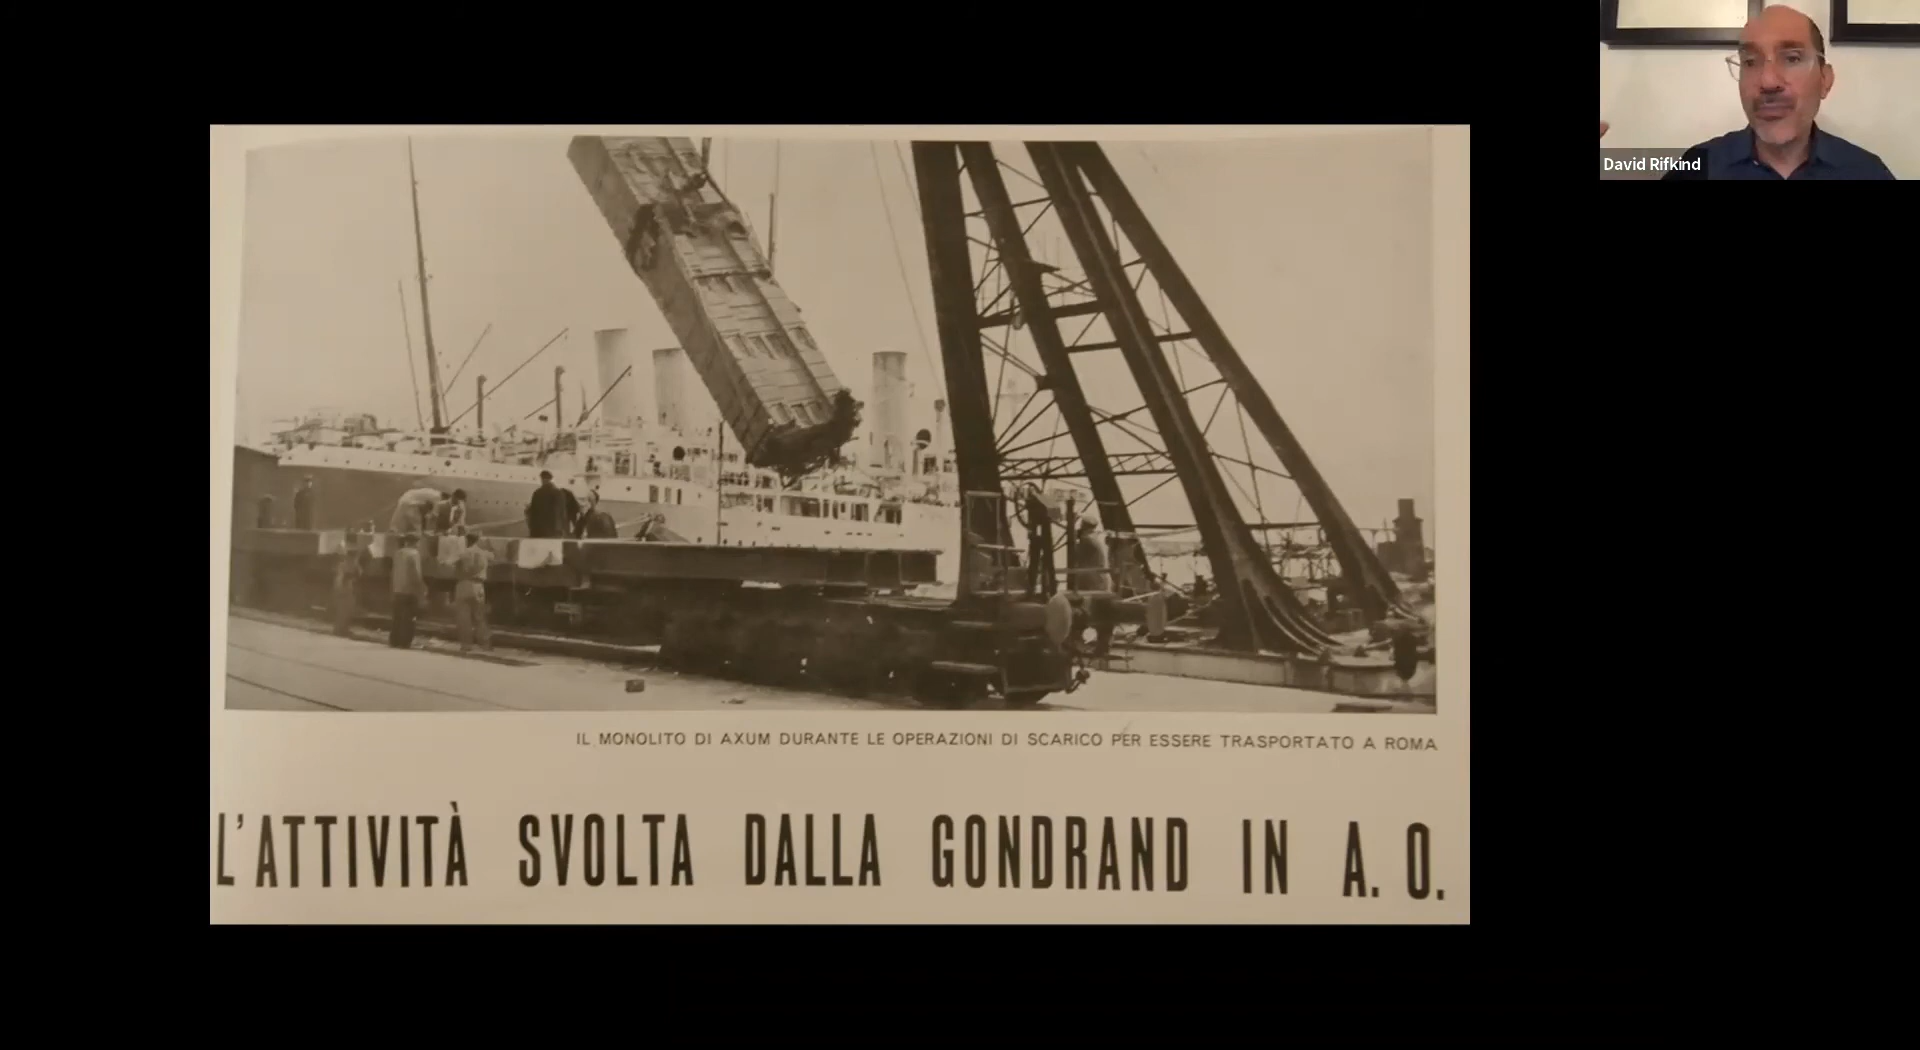 David Rifkind
IL MONOLITO DI AXUM DURANTE LE OPERAZIONI DI SCARICO PER ESSERE TRASPORTATO A ROMA
L'ATTIVITÀ SVOLTA DALLA GONDRAND IN A. O.